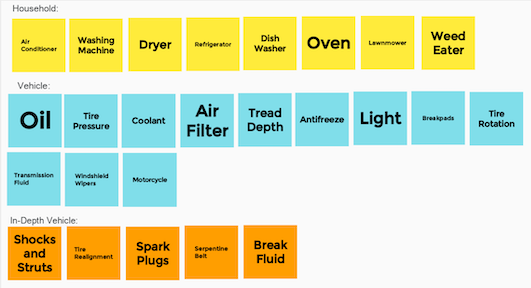 Household:
Air
Conditioner
Washing
Machine
Dryer
Refrigerator
Dish
Washer
Oven
Lawnmower
Weed
Eater
Vehicle:
Oil
Tire
Pressure
Coolant
Air
Filter
Tread
Depth
Antifreeze
Light
Breakpads
Tire
Rotation
Transmission
Fluid
Windshield
Wipers
Motorcycle
In-Depth Vehicle:
Shocks
and
Struts
Tire
Realignment
Spark
Plugs
Serpentine
Belt
Break
Fluid